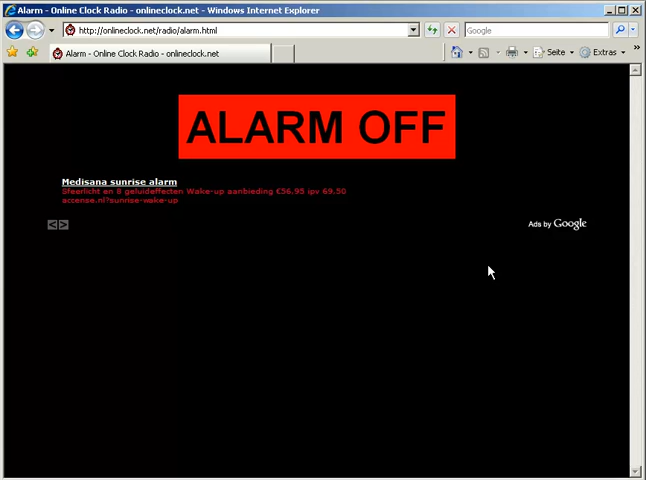 Alarm - Online Clock Radio - onlineclock.net - Windows Internet Explorer
http://onlineclock.net/radio/alarm.html
Google
Alarm - Online Clock Radio - onlineclock.net
Seite
Extras
ALARM OFF
Medisana sunrise alarm
Sfeerlicht en 8 geluideffecten Wake-up aanbieding €56.95 ipv 69.50
accense.nl?sunrise-wake-up
Ads by Google